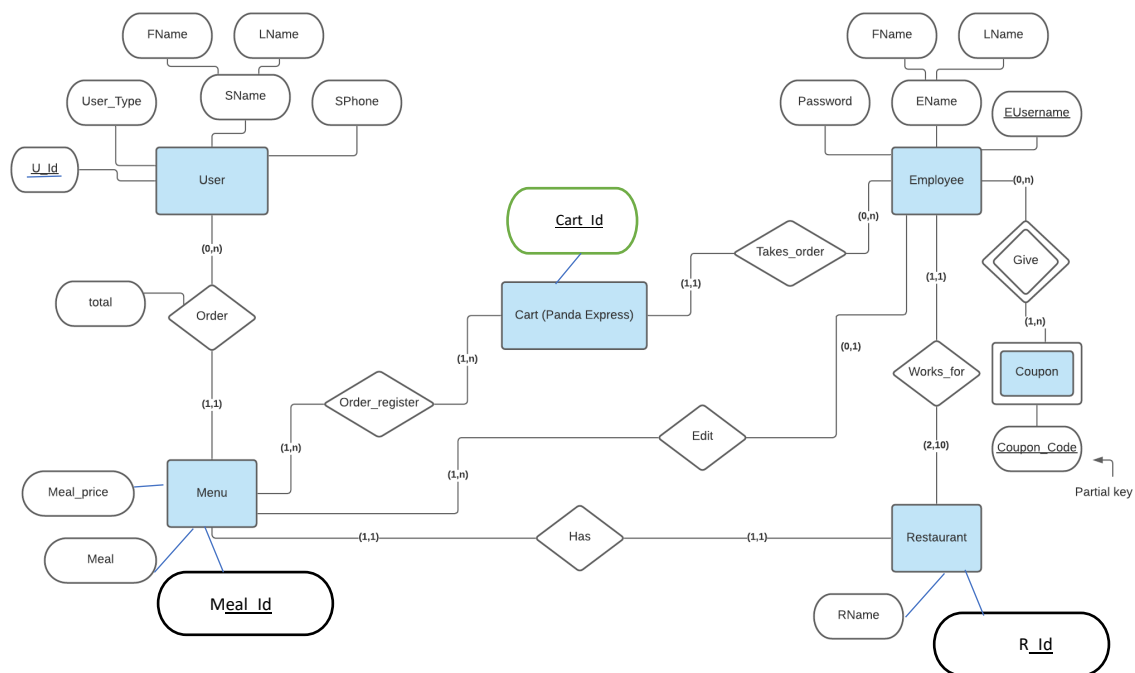 FName
LName
FName
LName
User_Type
SName
SPhone
Password
EName
EUsername
U_Id
User
Employee
(0,n)
Cart_Id
(0,n)
(0,n)
Takes_order
Give
(1,1)
(1,1)
total
Order
Cart (Panda Express)
(1,n)
(0,1)
(1,n)
Works_for
Coupon
(1,1)
Order_register
Edit
(1,n)
(2,10)
Coupon_Code
(1,n)
Meal_price
Menu
Partial key
(1,1)
Has
(1,1)
Restaurant
Meal
Meal_Id
RName
R_Id